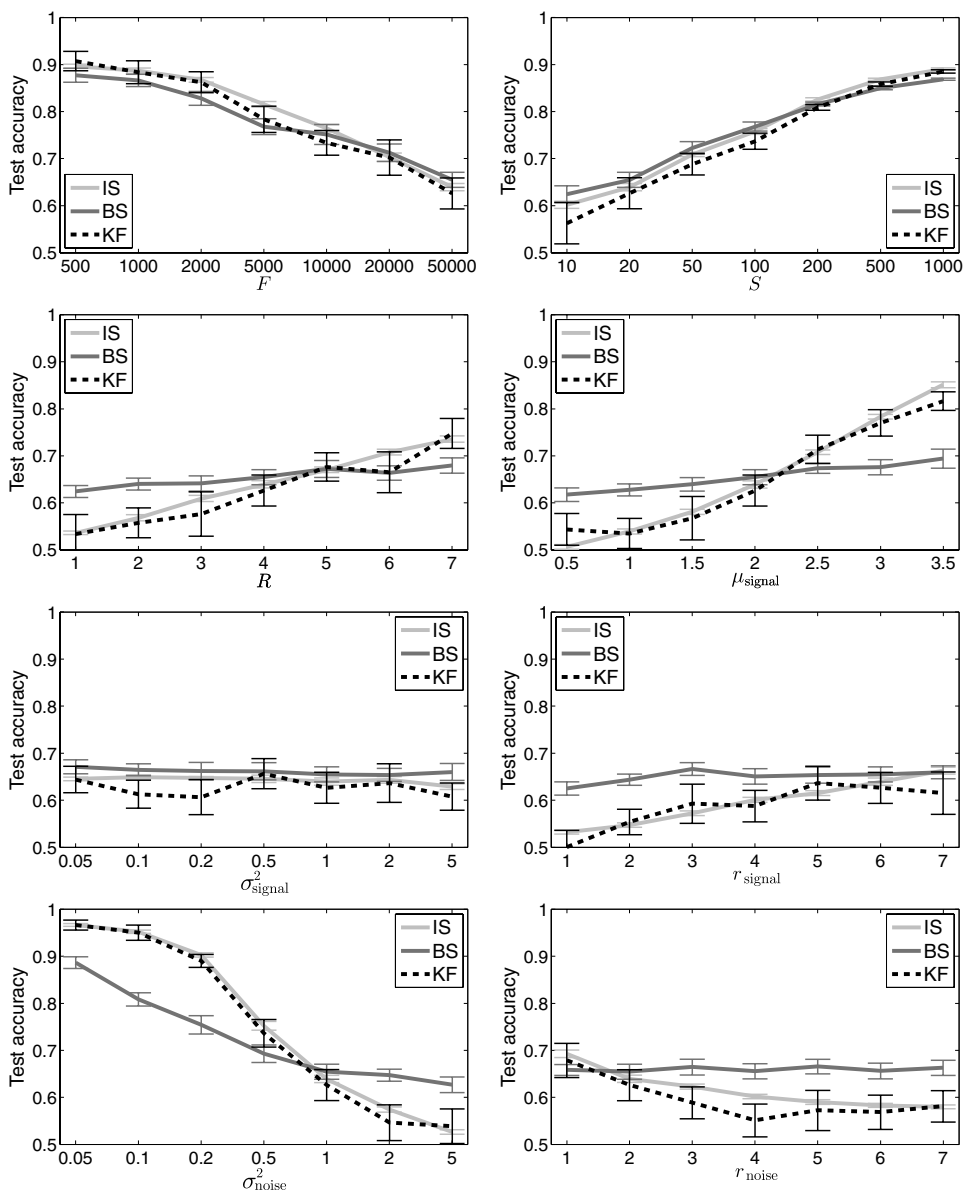 1
0.9
0.8
0.7
0.6
0.5
Test accuracy
IS
BS
KF
500 1000 2000 5000 10000 20000 50000
F
1
0.9
0.8
0.7
0.6
0.5
Test accuracy
IS
BS
KF
10 20 50 100 200 500 1000
S
1
0.9
0.8
0.7
0.6
0.5
Test accuracy
IS
BS
KF
1 2 3 4 5 6 7
R
1
0.9
0.8
0.7
0.6
0.5
Test accuracy
IS
BS
KF
0.5 1 1.5 2 2.5 3 3.5
μ_signal
1
0.9
0.8
0.7
0.6
0.5
Test accuracy
IS
BS
KF
0.05 0.1 0.2 0.5 1 2 5
σ²_signal
1
0.9
0.8
0.7
0.6
0.5
Test accuracy
IS
BS
KF
1 2 3 4 5 6 7
r_signal
1
0.9
0.8
0.7
0.6
0.5
Test accuracy
IS
BS
KF
0.05 0.1 0.2 0.5 1 2 5
σ²_noise
1
0.9
0.8
0.7
0.6
0.5
Test accuracy
IS
BS
KF
1 2 3 4 5 6 7
r_noise